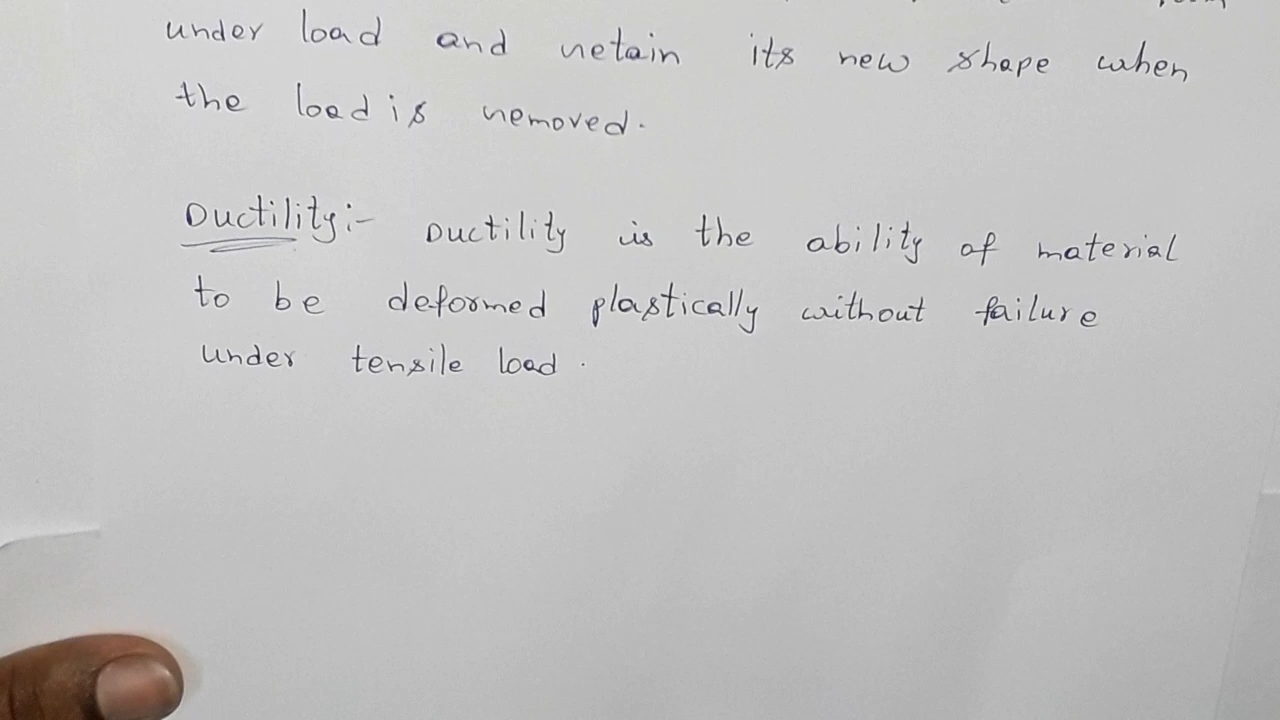 under load and retain its new shape when
the load is removed.
Ductility:- Ductility is the ability of material
to be deformed plastically without failure
under tensile load.